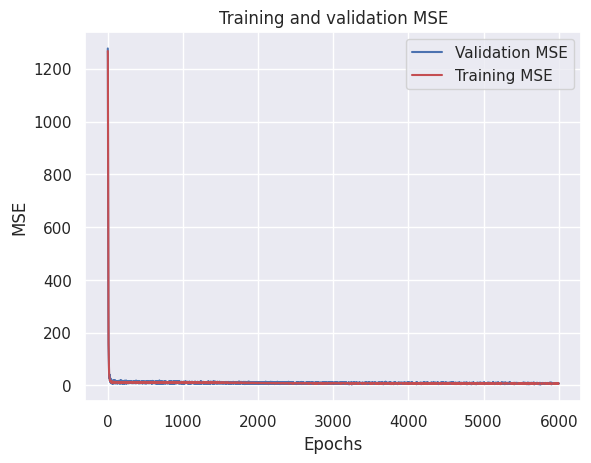 Training and validation MSE
Validation MSE
Training MSE
MSE
1200
1000
800
600
400
200
0
0 1000 2000 3000 4000 5000 6000
Epochs